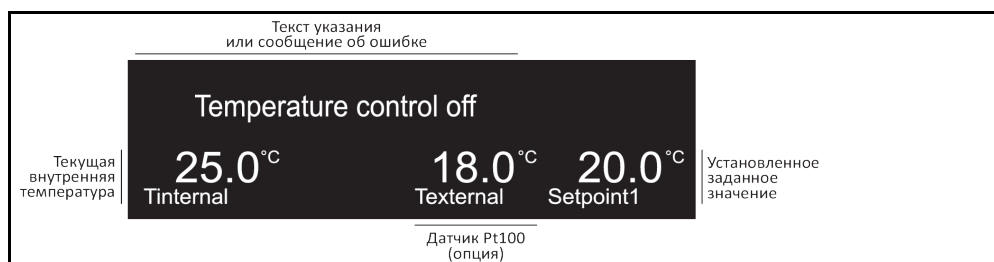 Текст указания
или сообщение об ошибке
Temperature control off
Текущая
внутренняя
температура
25.0°C
Tinternal
18.0°C
Texternal
20.0°C
Setpoint1
Установленное
заданное
значение
Датчик Pt100
(опция)